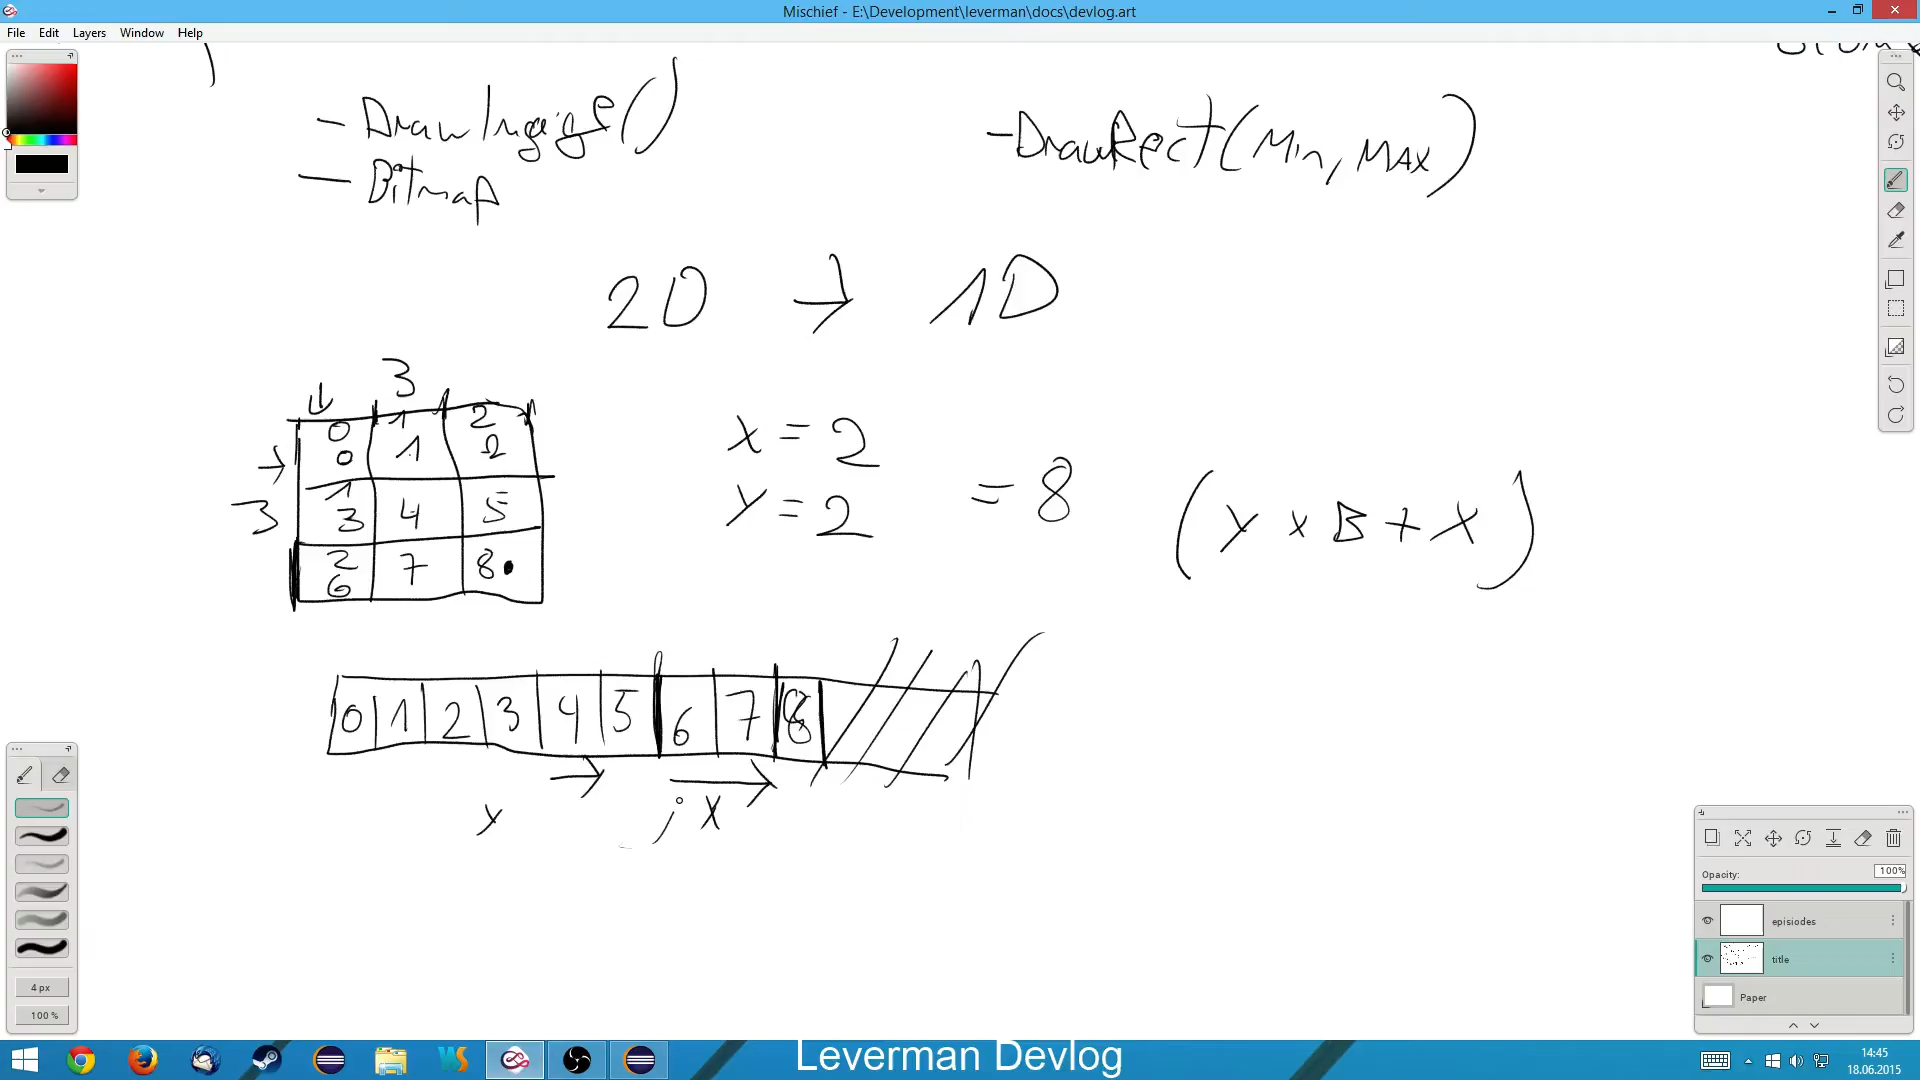 Mischief - E:\Development\leverman\docs\devlog.art
File Edit Layers Window Help
- Bitmap
- DrawRect(Min, MAX)
2D → 1D
3
0 1 2
0 1 2
3
1
3 4 5
2
6 7 8
x = 2
y = 2
= 8
(y x B + x)
0 1 2 3 4 5 6 7 8
y ; x
4 px
100 %
Opacity: 100%
episiodes
title
Paper
Leverman Devlog
14:45
18.06.2015